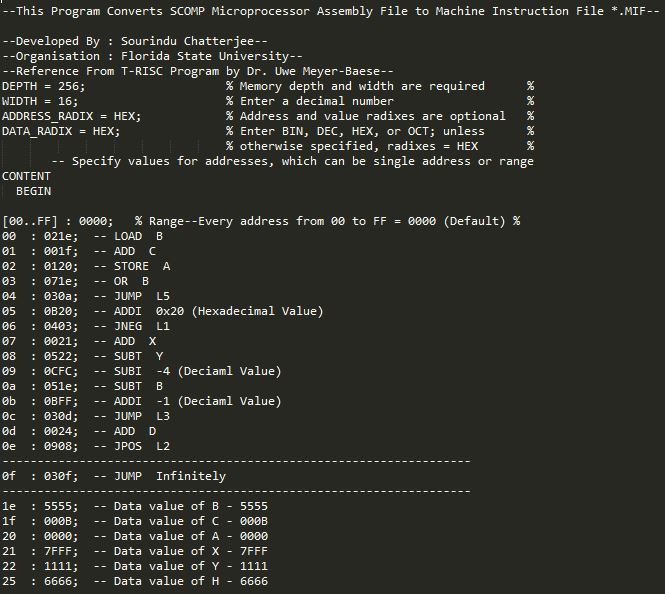 --This Program Converts SCOMP Microprocessor Assembly File to Machine Instruction File *.MIF--
--Developed By : Sourindu Chatterjee--
--Organisation : Florida State University--
--Reference From T-RISC Program by Dr. Uwe Meyer-Baese--
DEPTH = 256; % Memory depth and width are required %
WIDTH = 16; % Enter a decimal number %
ADDRESS_RADIX = HEX; % Address and value radixes are optional %
DATA_RADIX = HEX; % Enter BIN, DEC, HEX, or OCT; unless %
% otherwise specified, radixes = HEX %
-- Specify values for addresses, which can be single address or range
CONTENT
BEGIN
[00..FF] : 0000; % Range--Every address from 00 to FF = 0000 (Default) %
00 : 021e; -- LOAD B
01 : 001f; -- ADD C
02 : 0120; -- STORE A
03 : 071e; -- OR B
04 : 030a; -- JUMP L5
05 : 0B20; -- ADDI 0x20 (Hexadecimal Value)
06 : 0403; -- JNEG L1
07 : 0021; -- ADD X
08 : 0522; -- SUBT Y
09 : 0CFC; -- SUBI -4 (Deciaml Value)
0a : 051e; -- SUBT B
0b : 0BFF; -- ADDI -1 (Deciaml Value)
0c : 030d; -- JUMP L3
0d : 0024; -- ADD D
0e : 0908; -- JPOS L2
-----------------------------------------------------------
0f : 030f; -- JUMP Infinitely
-----------------------------------------------------------
1e : 5555; -- Data value of B - 5555
1f : 000B; -- Data value of C - 000B
20 : 0000; -- Data value of A - 0000
21 : 7FFF; -- Data value of X - 7FFF
22 : 1111; -- Data value of Y - 1111
25 : 6666; -- Data value of H - 6666